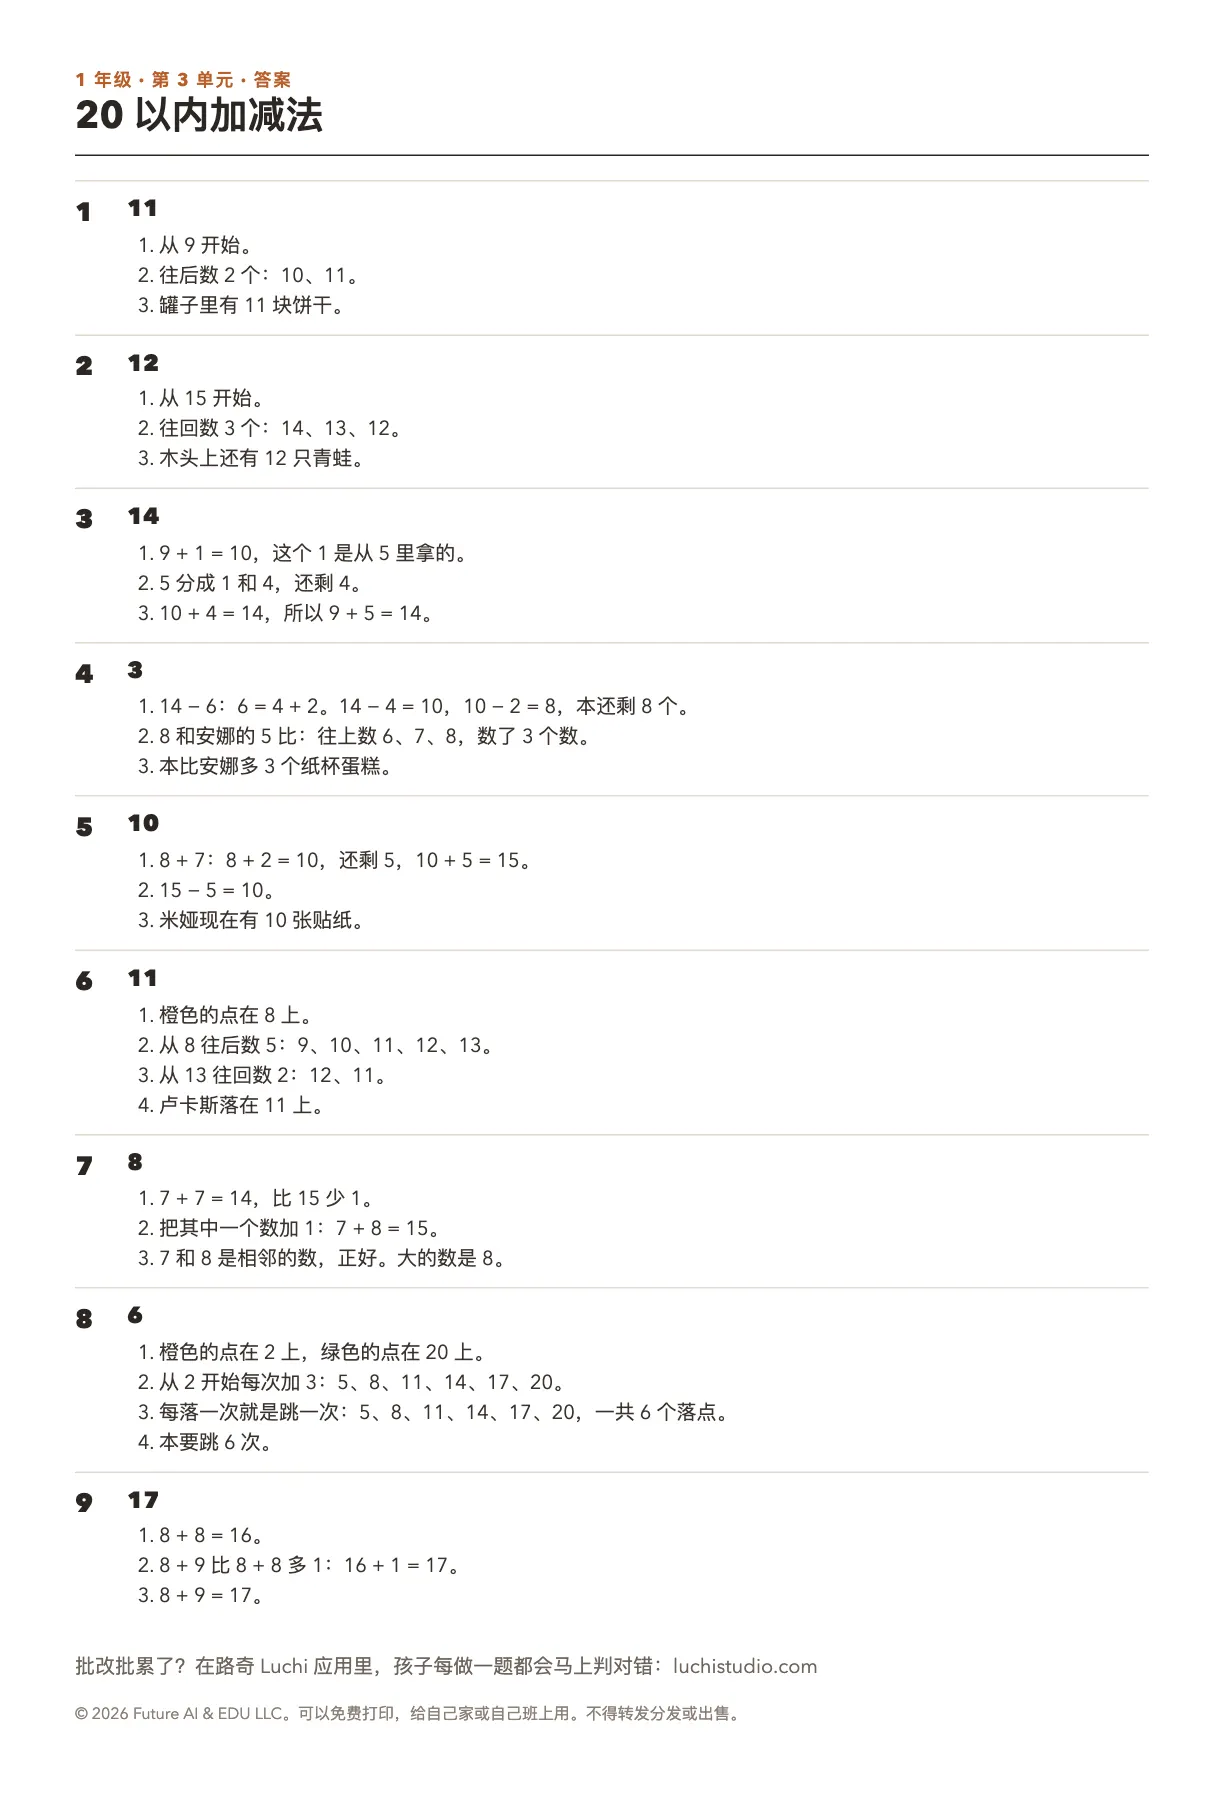 1 年级 · 第 3 单元 · 答案
20 以内加减法
1 11
1. 从 9 开始。
2. 往后数 2 个：10、11。
3. 罐子里有 11 块饼干。
2 12
1. 从 15 开始。
2. 往回数 3 个：14、13、12。
3. 木头上还有 12 只青蛙。
3 14
1. 9 + 1 = 10，这个 1 是从 5 里拿的。
2. 5 分成 1 和 4，还剩 4。
3. 10 + 4 = 14，所以 9 + 5 = 14。
4 3
1. 14 − 6：6 = 4 + 2。14 − 4 = 10，10 − 2 = 8，本还剩 8 个。
2. 8 和安娜的 5 比：往上数 6、7、8，数了 3 个数。
3. 本比安娜多 3 个纸杯蛋糕。
5 10
1. 8 + 7：8 + 2 = 10，还剩 5，10 + 5 = 15。
2. 15 − 5 = 10。
3. 米娅现在有 10 张贴纸。
6 11
1. 橙色的点在 8 上。
2. 从 8 往后数 5：9、10、11、12、13。
3. 从 13 往回数 2：12、11。
4. 卢卡斯落在 11 上。
7 8
1. 7 + 7 = 14，比 15 少 1。
2. 把其中一个数加 1：7 + 8 = 15。
3. 7 和 8 是相邻的数，正好。大的数是 8。
8 6
1. 橙色的点在 2 上，绿色的点在 20 上。
2. 从 2 开始每次加 3：5、8、11、14、17、20。
3. 每落一次就是跳一次：5、8、11、14、17、20，一共 6 个落点。
4. 本要跳 6 次。
9 17
1. 8 + 8 = 16。
2. 8 + 9 比 8 + 8 多 1：16 + 1 = 17。
3. 8 + 9 = 17。
批改批累了？在路奇 Luchi 应用里，孩子每做一题都会马上判对错：luchistudio.com
© 2026 Future AI & EDU LLC。可以免费打印，给自己家或自己班上用。不得转发分发或出售。